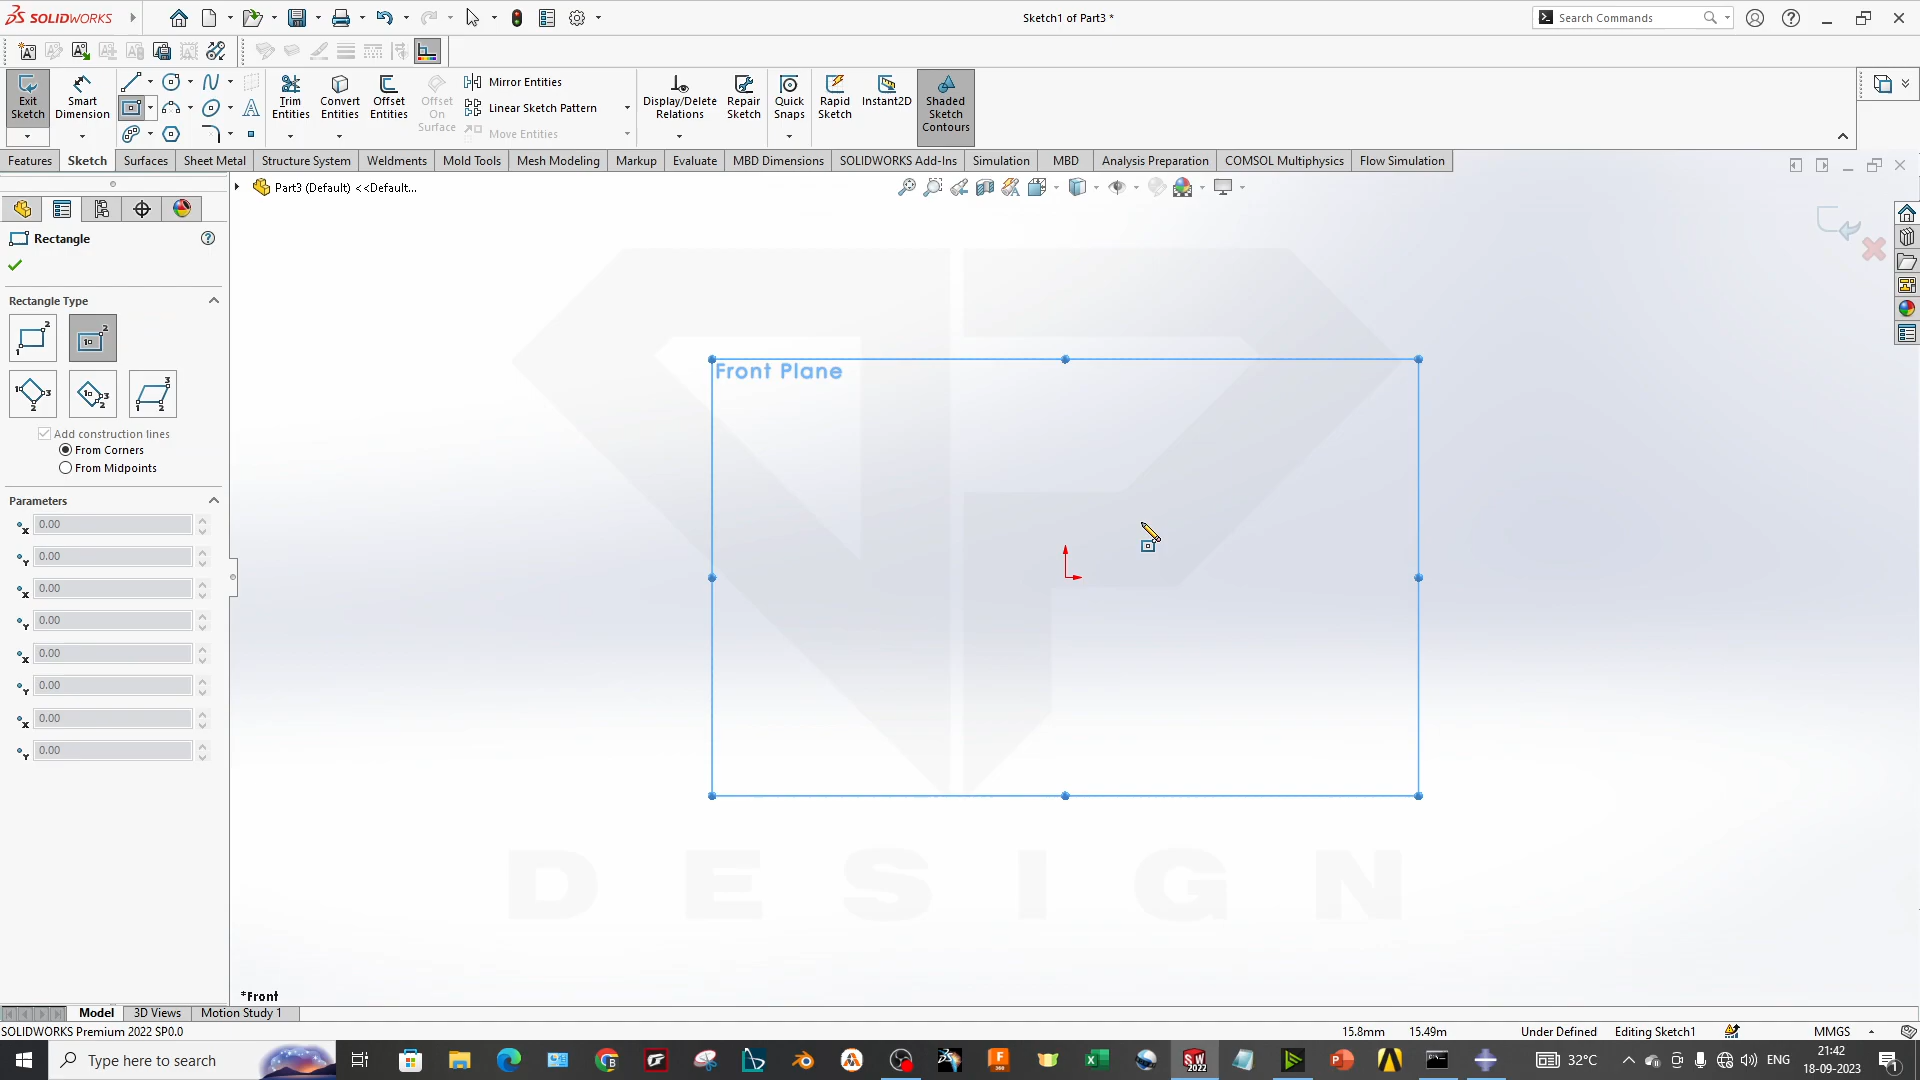 SOLIDWORKS
Sketch1 of Part3 *
Search Commands
Exit Sketch
Smart Dimension
Trim Entities
Convert Entities
Offset Entities
Offset On Surface
Mirror Entities
Linear Sketch Pattern
Move Entities
Display/Delete Relations
Repair Sketch
Quick Snaps
Rapid Sketch
Instant2D
Shaded Sketch Contours
Features
Sketch
Surfaces
Sheet Metal
Structure System
Weldments
Mold Tools
Mesh Modeling
Markup
Evaluate
MBD Dimensions
SOLIDWORKS Add-Ins
Simulation
MBD
Analysis Preparation
COMSOL Multiphysics
Flow Simulation
Part3 (Default) <<Default...
Rectangle
Rectangle Type
Add construction lines
From Corners
From Midpoints
Parameters
0.00
0.00
0.00
0.00
0.00
0.00
0.00
0.00
Front Plane
DESIGN
*Front
Model
3D Views
Motion Study 1
SOLIDWORKS Premium 2022 SP0.0
15.8mm
15.49m
Under Defined
Editing Sketch1
MMGS
Type here to search
32°C
ENG
21:42
18-09-2023